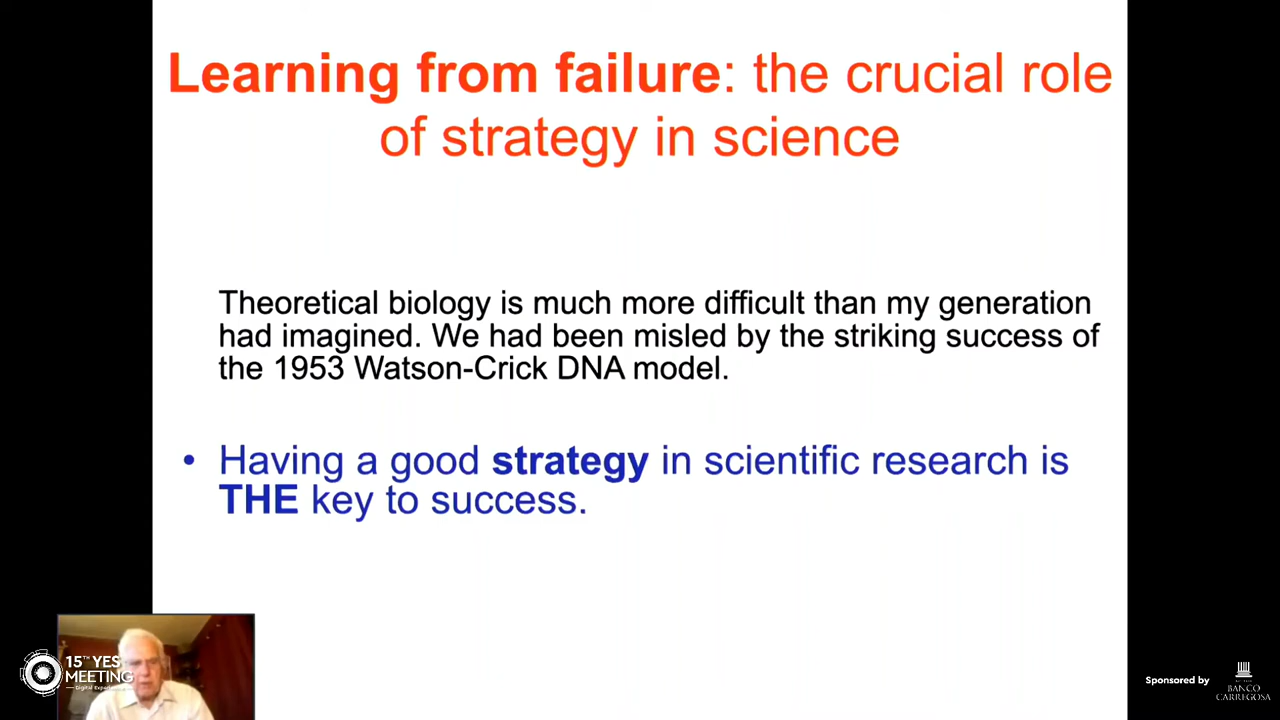 Learning from failure: the crucial role
of strategy in science
Theoretical biology is much more difficult than my generation
had imagined. We had been misled by the striking success of
the 1953 Watson-Crick DNA model.
• Having a good strategy in scientific research is
THE key to success.
15TH YES
MEETING
Digital
Sponsored by
BANCO
CARREGOSA